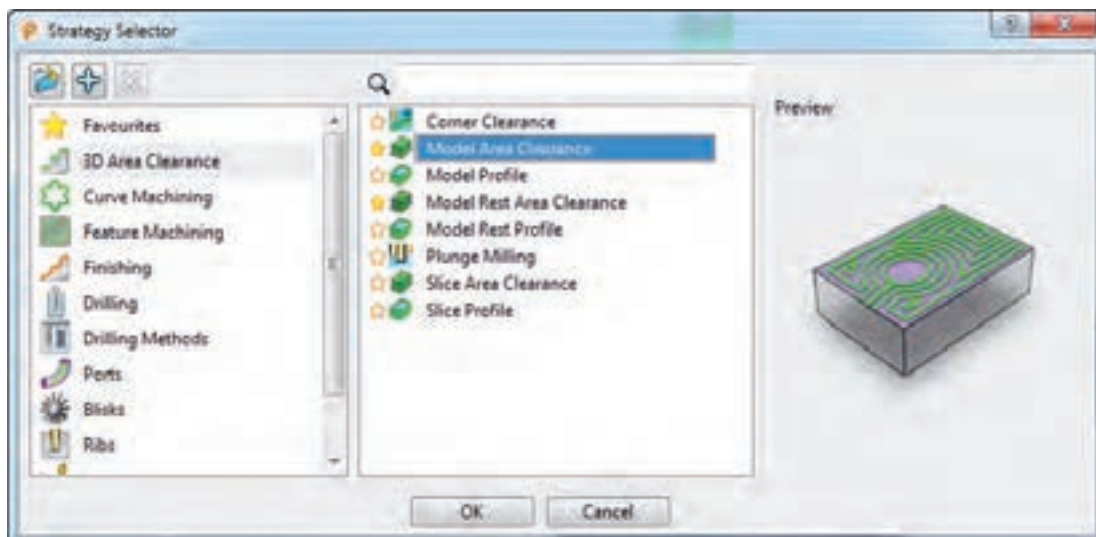 Strategy Selector
Favourites
3D Area Clearance
Curve Machining
Feature Machining
Finishing
Drilling
Drilling Methods
Ports
Blisks
Ribs
Corner Clearance
Model Area Clearance
Model Profile
Model Rest Area Clearance
Model Rest Profile
Plunge Milling
Slice Area Clearance
Slice Profile
Preview
OK
Cancel